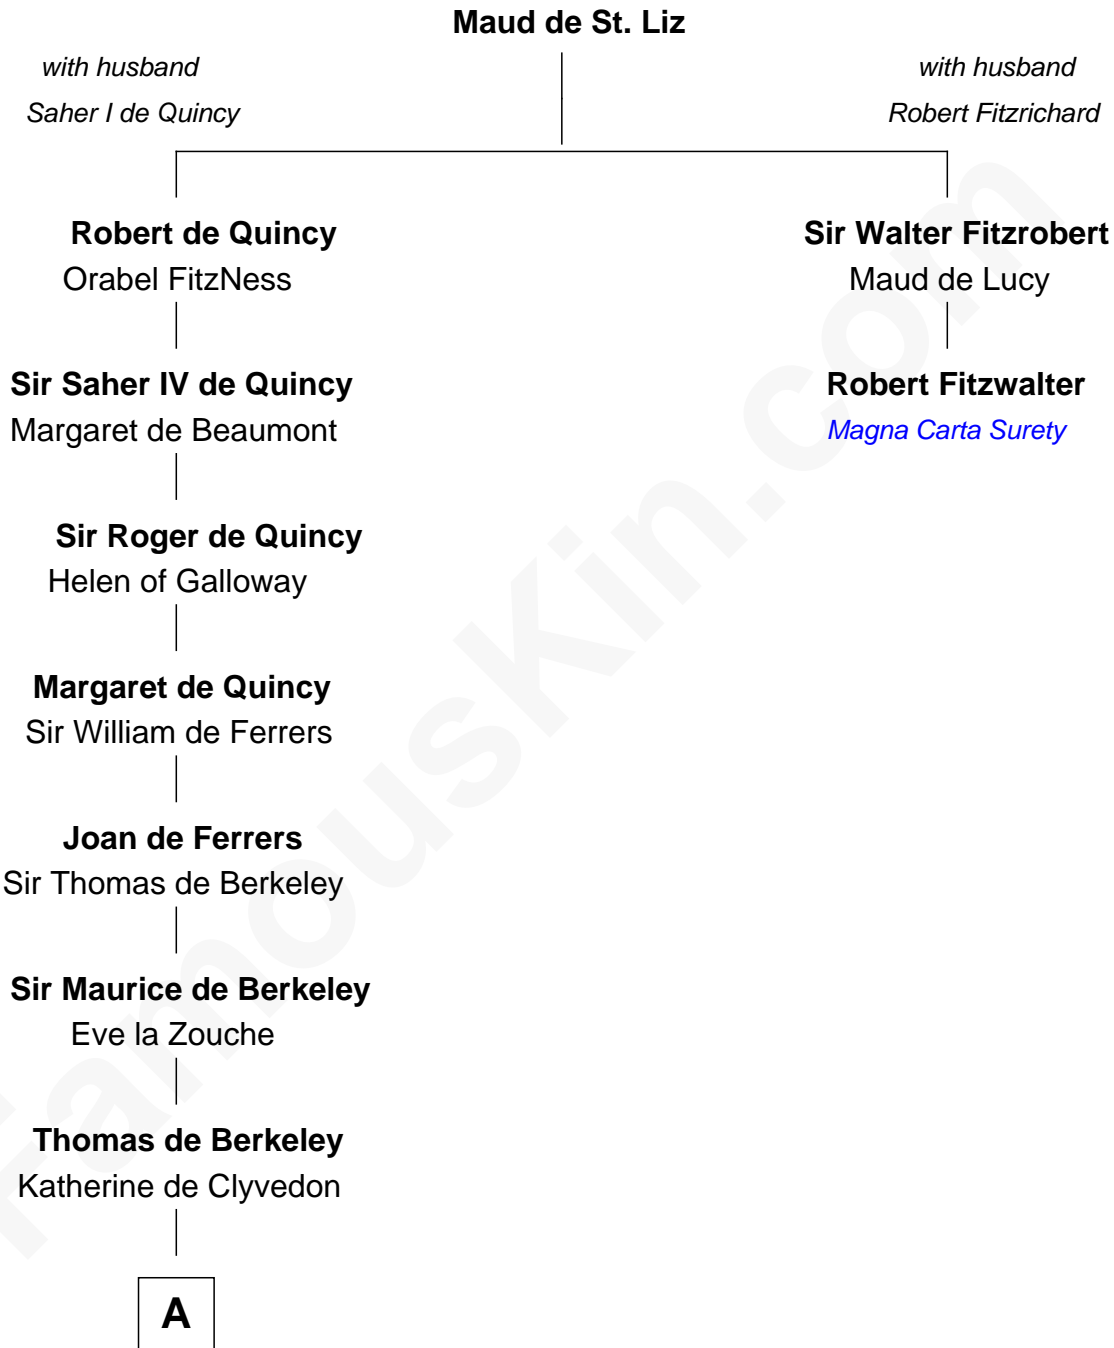 Maud de St. Liz
with husband
Saher I de Quincy
with husband
Robert Fitzrichard
Robert de Quincy
Orabel FitzNess
Sir Walter Fitzrobert
Maud de Lucy
Sir Saher IV de Quincy
Margaret de Beaumont
Robert Fitzwalter
Magna Carta Surety
Sir Roger de Quincy
Helen of Galloway
Margaret de Quincy
Sir William de Ferrers
Joan de Ferrers
Sir Thomas de Berkeley
Sir Maurice de Berkeley
Eve la Zouche
Thomas de Berkeley
Katherine de Clyvedon
A
FamousKin.com